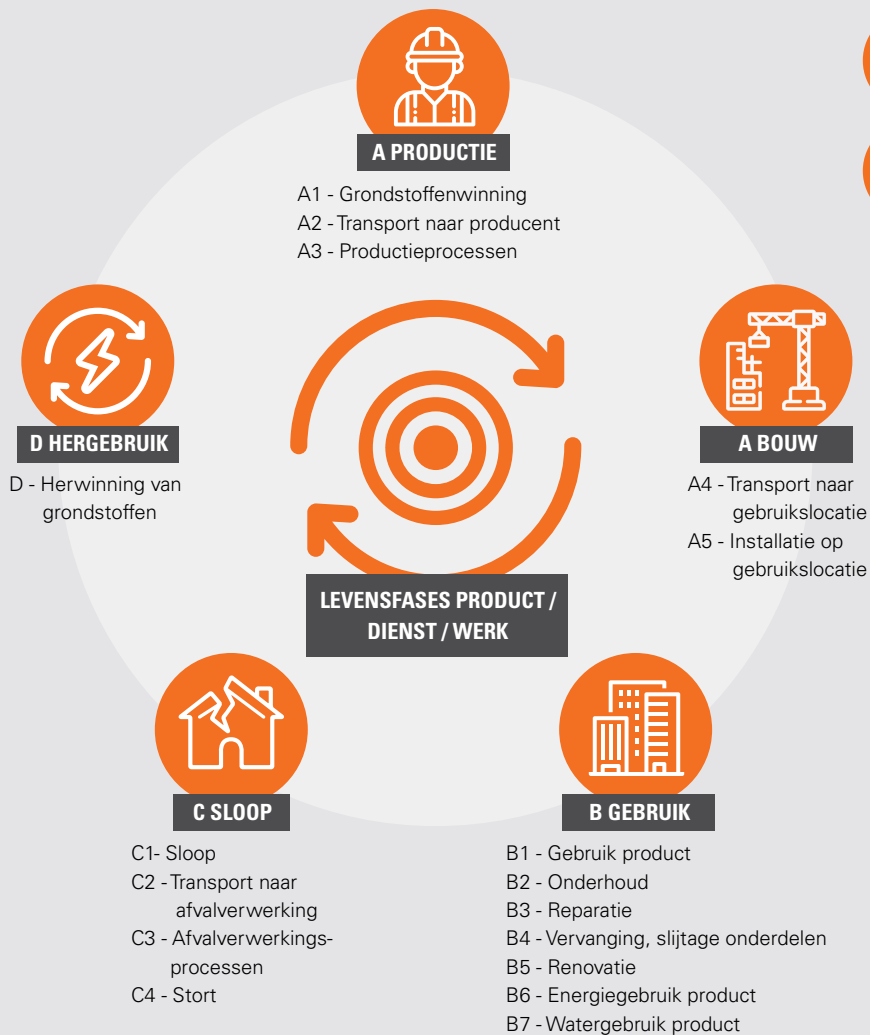 A PRODUCTIE
A1 - Grondstoffenwinning
A2 - Transport naar producent
A3 - Productieprocessen
D HERGEBRUIK
D - Herwinning van
grondstoffen
A BOUW
A4 - Transport naar
gebruikslocatie
A5 - Installatie op
gebruikslocatie
LEVENSFASES PRODUCT /
DIENST / WERK
C SLOOP
C1- Sloop
C2 - Transport naar
afvalverwerking
C3 - Afvalverwerkings-
processen
C4 - Stort
B GEBRUIK
B1 - Gebruik product
B2 - Onderhoud
B3 - Reparatie
B4 - Vervanging, slijtage onderdelen
B5 - Renovatie
B6 - Energiegebruik product
B7 - Watergebruik product